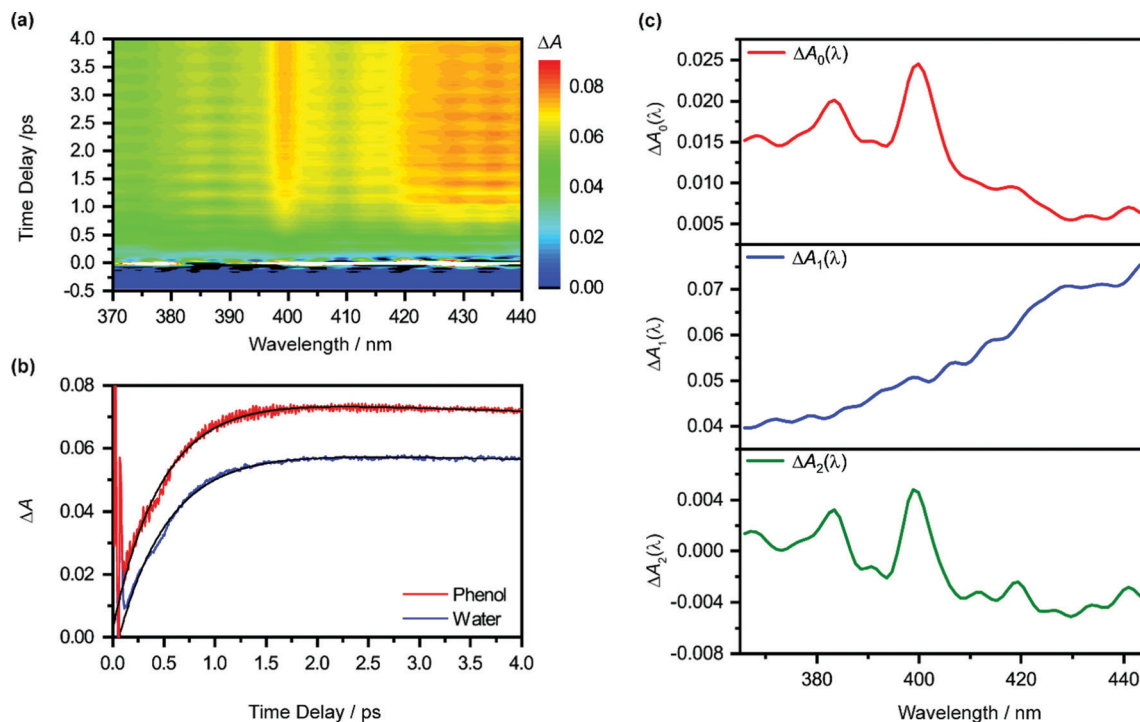 (a)
4.0
3.5
3.0
2.5
2.0
1.5
1.0
0.5
0.0
-0.5
Time Delay /ps
370 380 390 400 410 420 430 440
Wavelength / nm
ΔA
0.08
0.06
0.04
0.02
0.00
(b)
0.08
0.06
0.04
0.02
0.00
ΔA
Phenol
Water
0.0 0.5 1.0 1.5 2.0 2.5 3.0 3.5 4.0
Time Delay / ps
(c)
ΔA0(λ)
0.025
0.020
0.015
0.010
0.005
ΔA0(λ)
ΔA1(λ)
0.07
0.06
0.05
0.04
ΔA1(λ)
ΔA2(λ)
0.004
0.000
-0.004
-0.008
ΔA2(λ)
380 400 420 440
Wavelength / nm